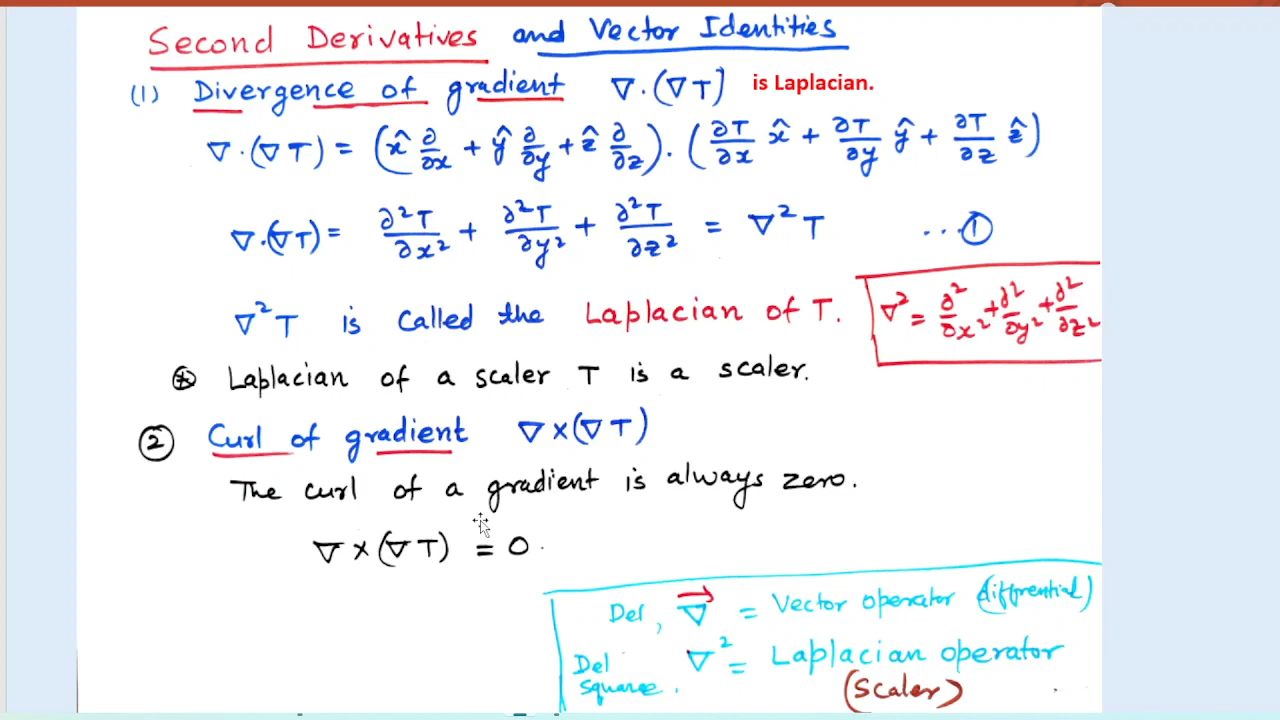 Second Derivatives and Vector Identities
(1) Divergence of gradient ∇·(∇T) is Laplacian.
∇·(∇T) = (x̂ ∂/∂x + ŷ ∂/∂y + ẑ ∂/∂z)·(∂T/∂x x̂ + ∂T/∂y ŷ + ∂T/∂z ẑ)
∇·(∇T) = ∂²T/∂x² + ∂²T/∂y² + ∂²T/∂z² = ∇²T ...①
∇²T is called the Laplacian of T.
∇² = ∂²/∂x² + ∂²/∂y² + ∂²/∂z²
⊛ Laplacian of a scaler T is a scaler.
② Curl of gradient ∇×(∇T)
The curl of a gradient is always zero.
∇×(∇T) = 0.
Del, ∇⃗ = Vector operator (differential)
Del square. ∇² = Laplacian operator
(Scaler)